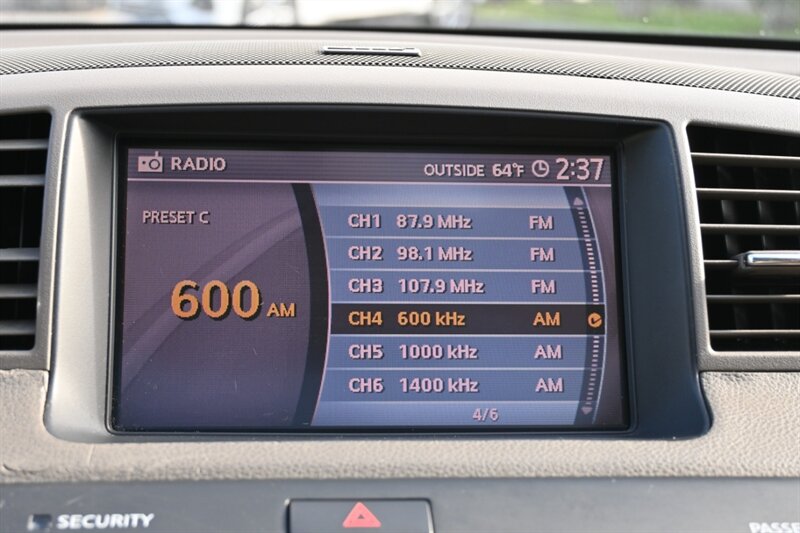 RADIO OUTSIDE 64°F 2:37
PRESET C
600 AM
CH1 87.9 MHz FM
CH2 98.1 MHz FM
CH3 107.9 MHz FM
CH4 600 kHz AM
CH5 1000 kHz AM
CH6 1400 kHz AM
4/6
SECURITY
PASSE